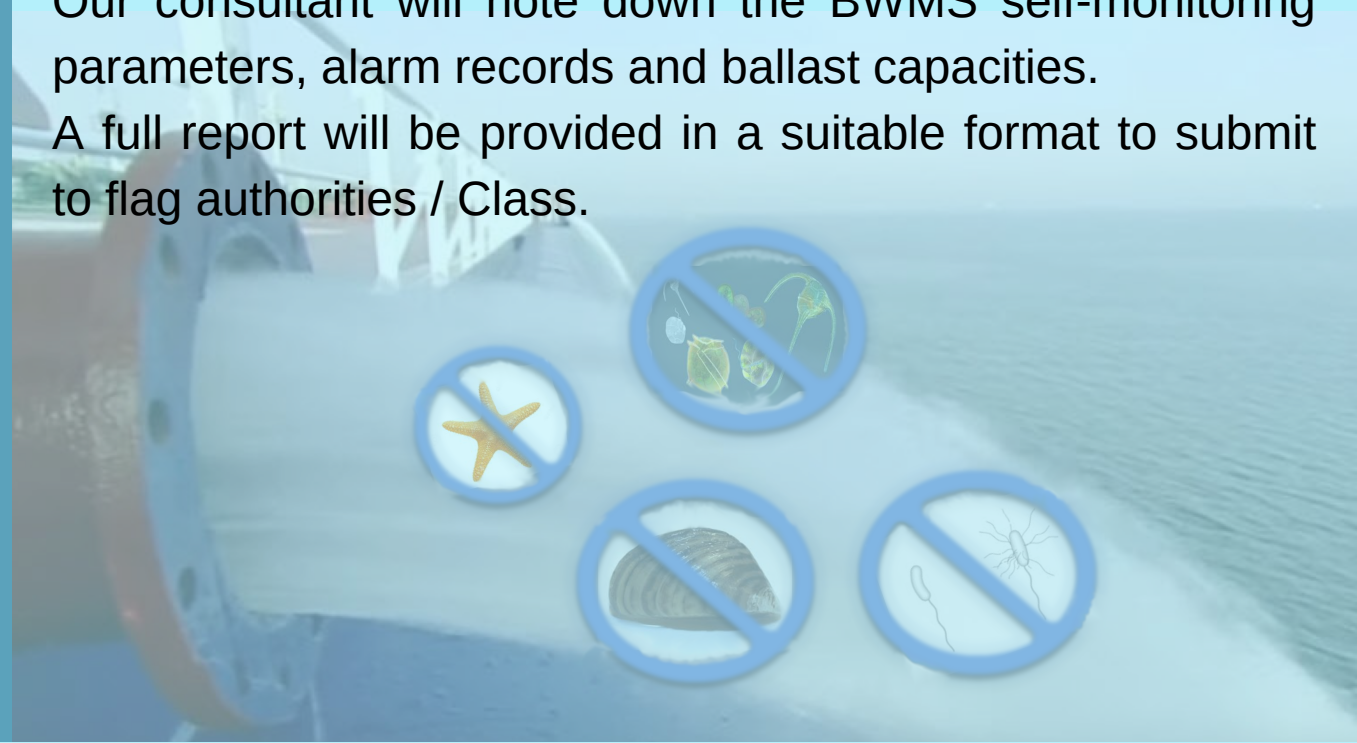 Our consultant will note down the BWMS self-monitoring
parameters, alarm records and ballast capacities.
A full report will be provided in a suitable format to submit
to flag authorities / Class.